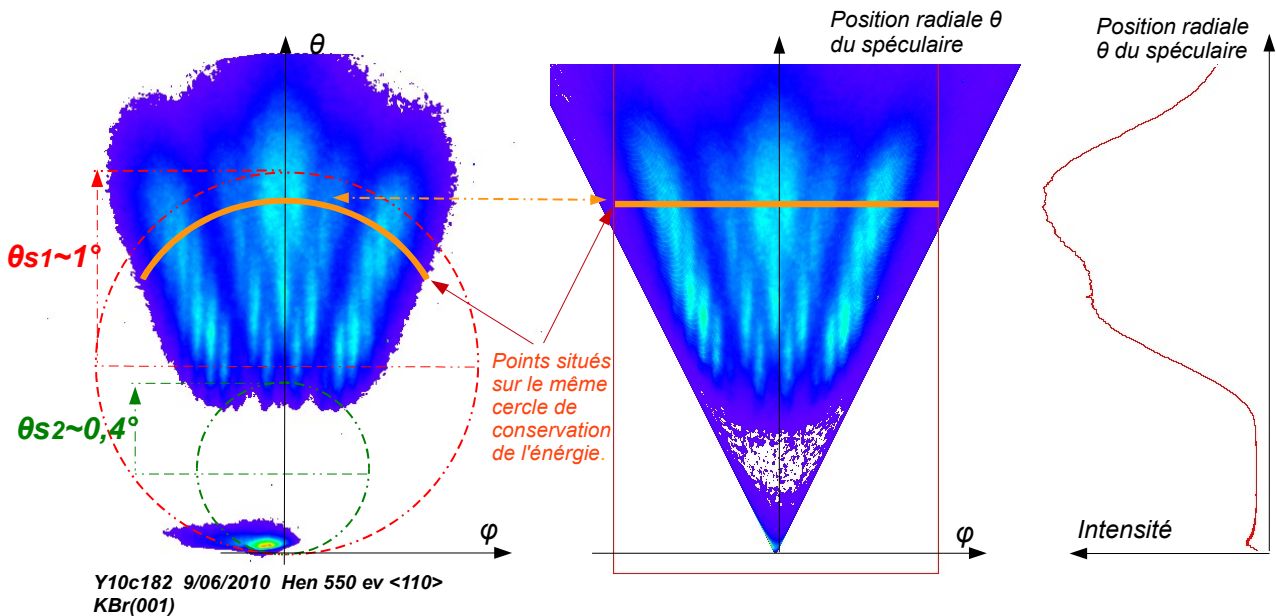 θ
θs1~1°
θs2~0,4°
φ
Y10c182 9/06/2010 Hen 550 ev <110>
KBr(001)
Points situés
sur le même
cercle de
conservation
de l'énérgie.
Position radiale θ
du spéculaire
φ
Position radiale
θ du spéculaire
Intensité